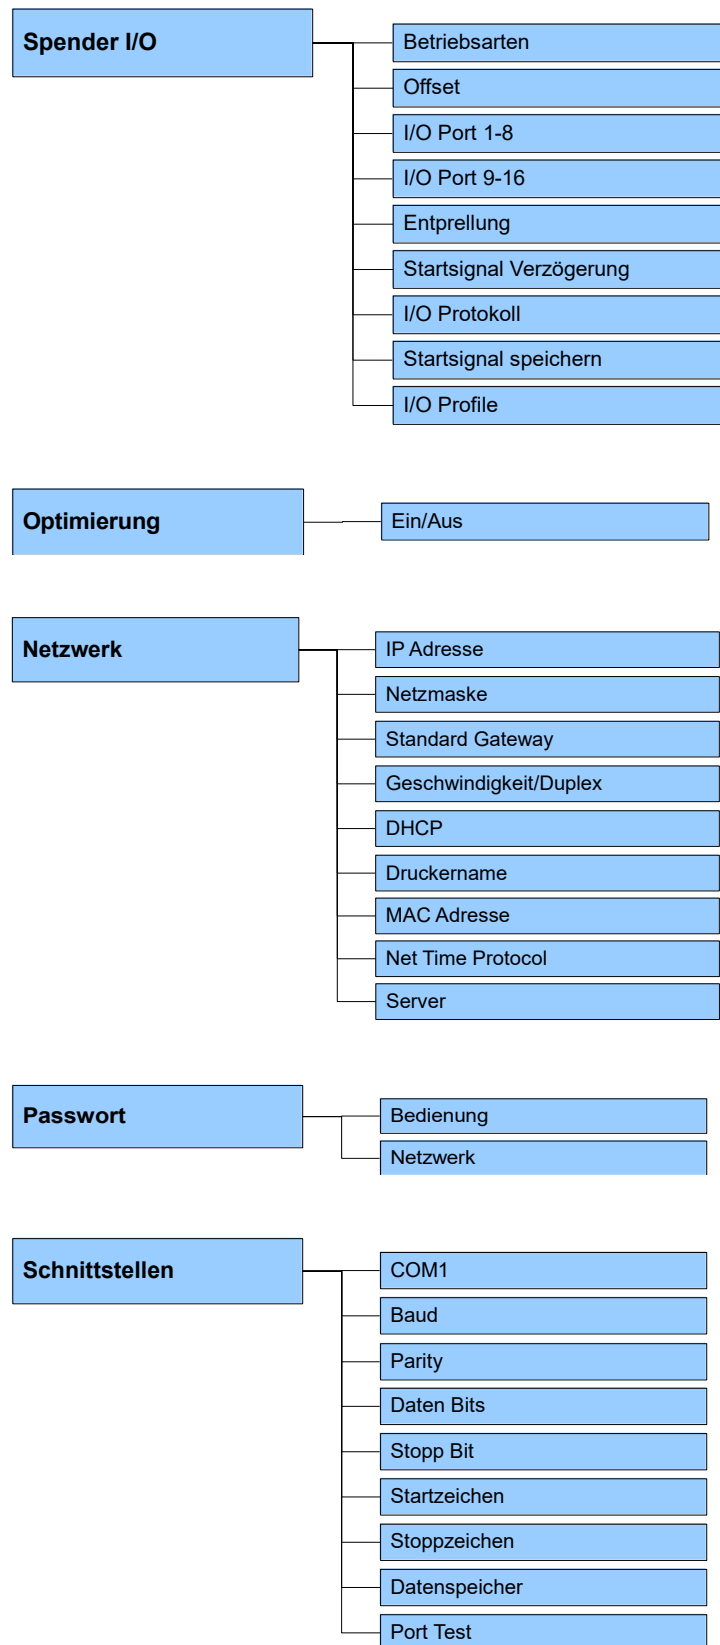 Spender I/O
Betriebsarten
Offset
I/O Port 1-8
I/O Port 9-16
Entprellung
Startsignal Verzögerung
I/O Protokoll
Startsignal speichern
I/O Profile
Optimierung
Ein/Aus
Netzwerk
IP Adresse
Netzmaske
Standard Gateway
Geschwindigkeit/Duplex
DHCP
Druckername
MAC Adresse
Net Time Protocol
Server
Passwort
Bedienung
Netzwerk
Schnittstellen
COM1
Baud
Parity
Daten Bits
Stopp Bit
Startzeichen
Stoppzeichen
Datenspeicher
Port Test